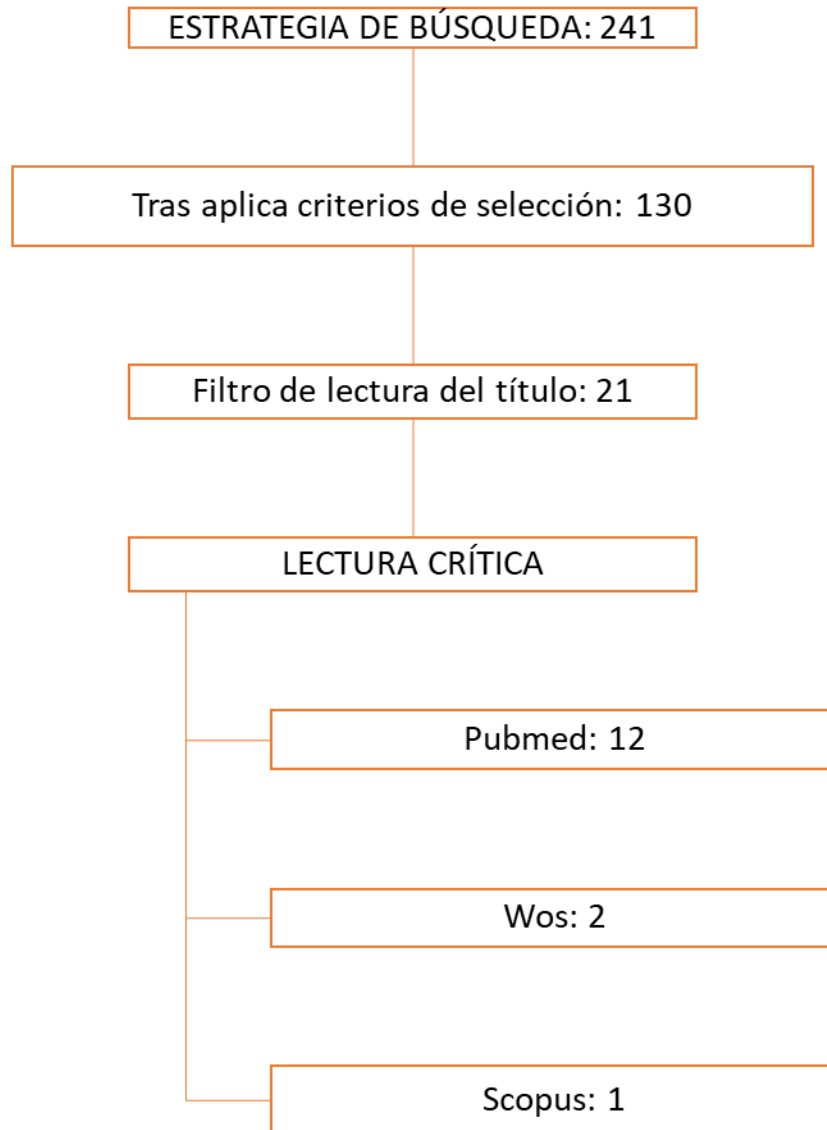 ESTRATEGIA DE BÚSQUEDA: 241
Tras aplica criterios de selección: 130
Filtro de lectura del título: 21
LECTURA CRÍTICA
Pubmed: 12
Wos: 2
Scopus: 1